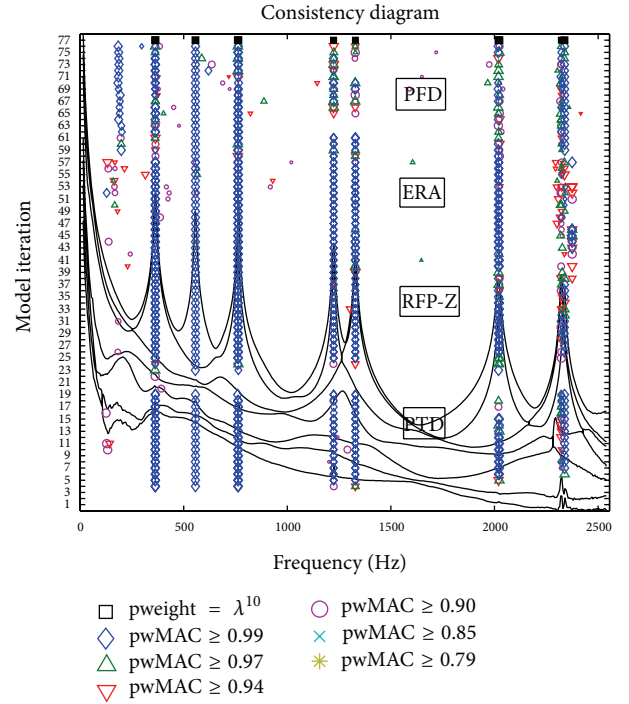 Consistency diagram
77
75
73
71
69
67
65
63
61
59
57
55
53
51
49
47
45
43
41
39
37
35
33
31
29
27
25
23
21
19
17
15
13
11
9
7
5
3
1
Model iteration
PFD
ERA
RFP-Z
PTD
0 500 1000 1500 2000 2500
Frequency (Hz)
pweight = λ¹⁰
pwMAC ≥ 0.99
pwMAC ≥ 0.97
pwMAC ≥ 0.94
pwMAC ≥ 0.90
pwMAC ≥ 0.85
pwMAC ≥ 0.79